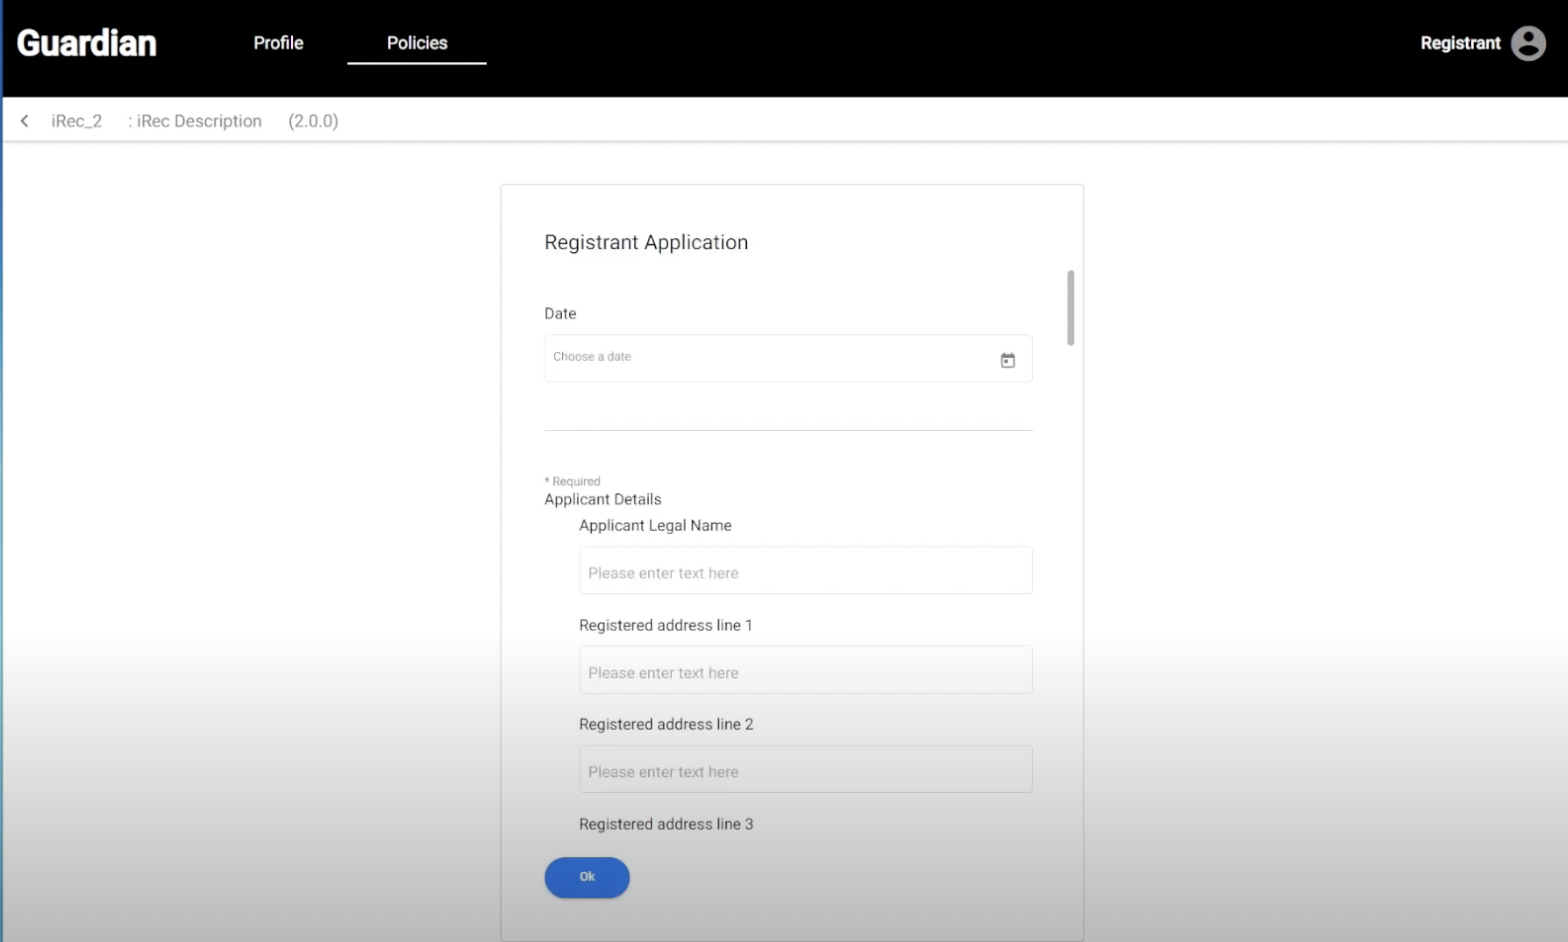 Guardian Profile Policies Registrant
iRec_2 : iRec Description (2.0.0)
Registrant Application
Date
Choose a date
* Required
Applicant Details
Applicant Legal Name
Please enter text here
Registered address line 1
Please enter text here
Registered address line 2
Please enter text here
Registered address line 3
Ok